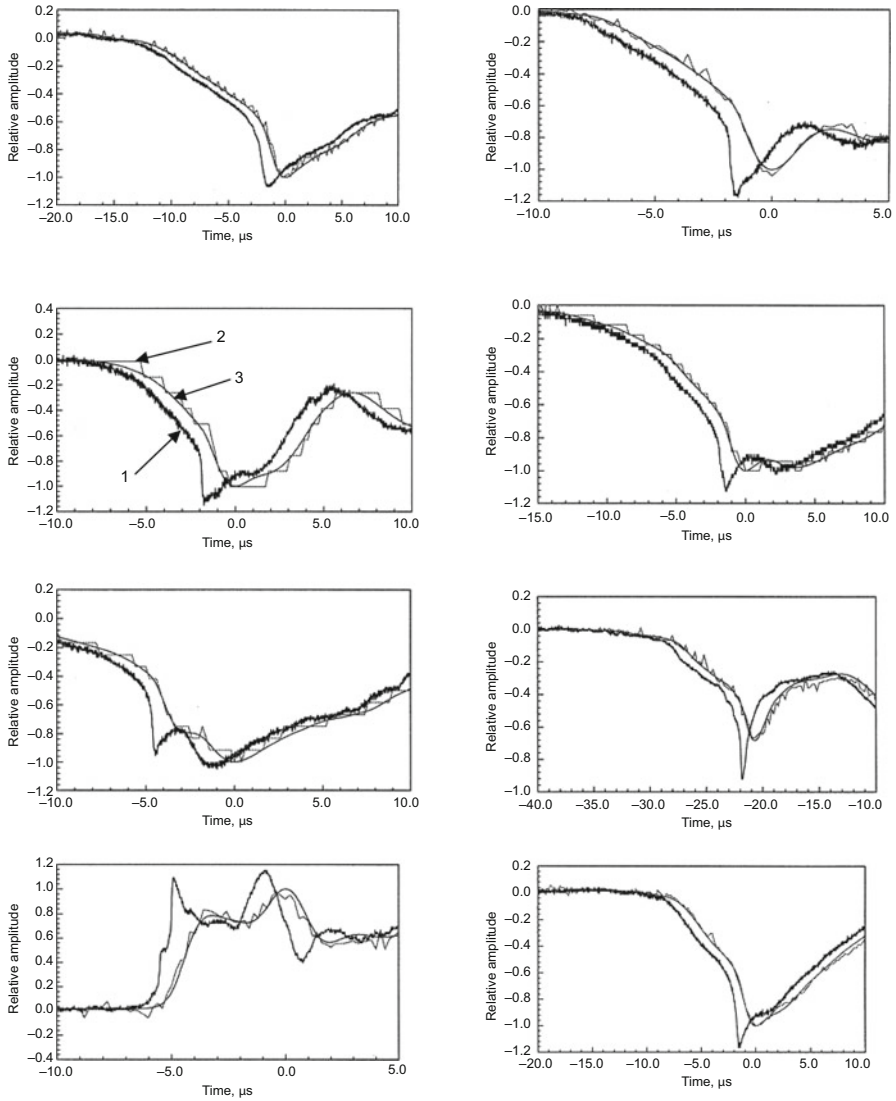 0.2
0.0
–0.2
–0.4
–0.6
–0.8
–1.0
–1.2
Relative amplitude
–20.0 –15.0 –10.0 –5.0 0.0 5.0 10.0
Time, µs
0.0
–0.2
–0.4
–0.6
–0.8
–1.0
–1.2
Relative amplitude
–10.0 –5.0 0.0 5.0
Time, µs
0.4
0.2
0.0
–0.2
–0.4
–0.6
–0.8
–1.0
–1.2
Relative amplitude
2
3
1
–10.0 –5.0 0.0 5.0 10.0
Time, µs
0.0
–0.2
–0.4
–0.6
–0.8
–1.0
–1.2
Relative amplitude
–15.0 –10.0 –5.0 0.0 5.0 10.0
Time, µs
0.2
0.0
–0.2
–0.4
–0.6
–0.8
–1.0
–1.2
Relative amplitude
–10.0 –5.0 0.0 5.0 10.0
Time, µs
0.2
0.0
–0.2
–0.4
–0.6
–0.8
–1.0
Relative amplitude
–40.0 –35.0 –30.0 –25.0 –20.0 –15.0 –10.0
Time, µs
1.2
1.0
0.8
0.6
0.4
0.2
0.0
0.2
–0.4
Relative amplitude
–10.0 –5.0 0.0 5.0
Time, µs
0.2
0.0
–0.2
–0.4
–0.6
–0.8
–1.0
–1.2
Relative amplitude
–20.0 –15.0 –10.0 –5.0 0.0 5.0 10.0
Time, µs